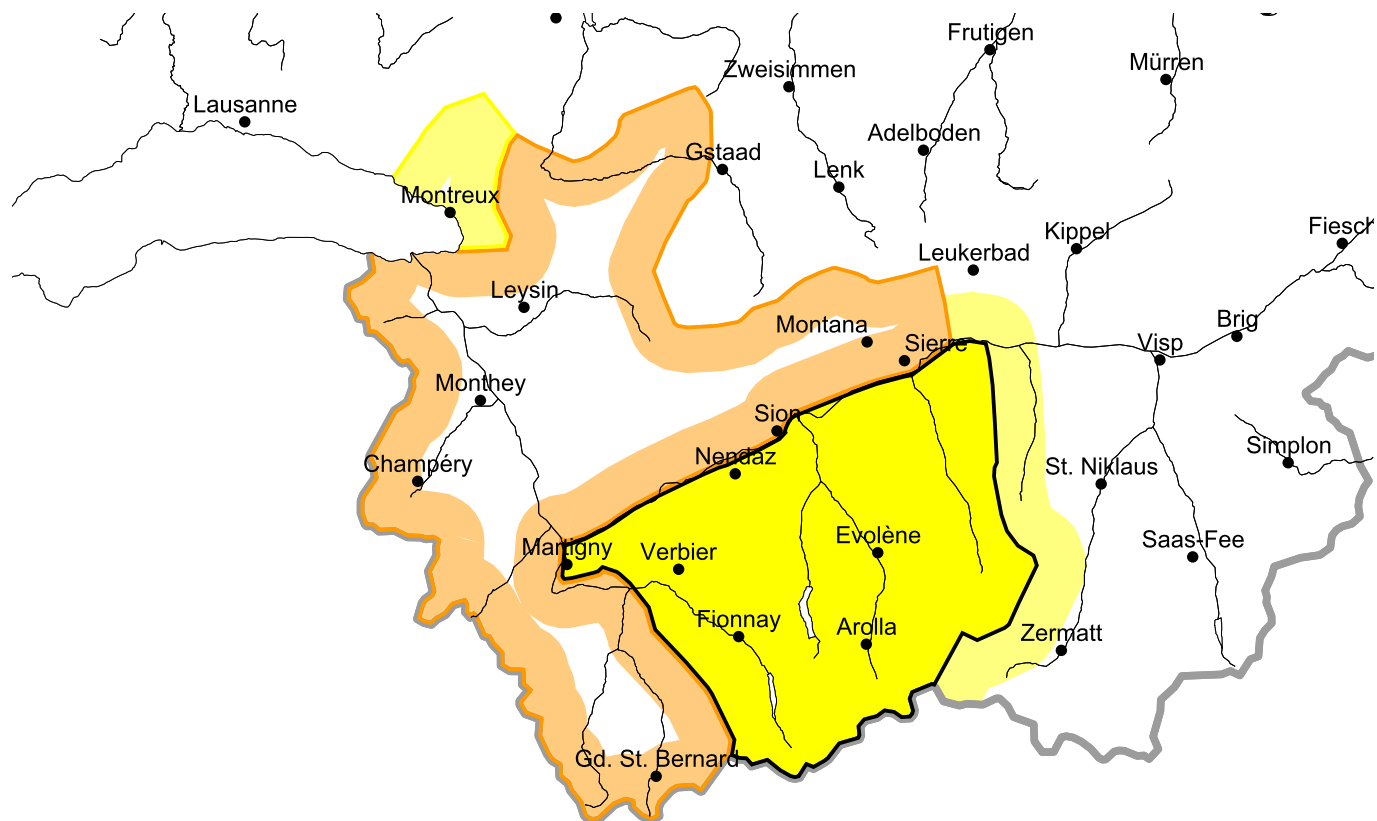 Frutigen
Mürren
Zweisimmen
Lausanne
Adelboden
Gstaad
Lenk
Montreux
Kippel
Fiesch
Leukerbad
Leysin
Montana
Brig
Sierre
Visp
Monthey
Sion
Simplon
Nendaz
Champéry
St. Niklaus
Evolène
Saas-Fee
Martigny
Verbier
Fionnay
Arolla
Zermatt
Gd. St. Bernard